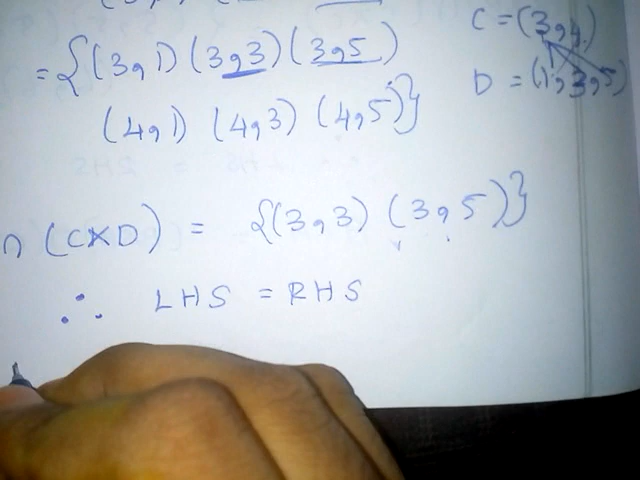 = {(3,1) (3,3) (3,5)
(4,1) (4,3) (4,5)}
C = (3,4)
D = (1,3,5)
∩ (C×D) = {(3,3) (3,5)}
∴ LHS = RHS